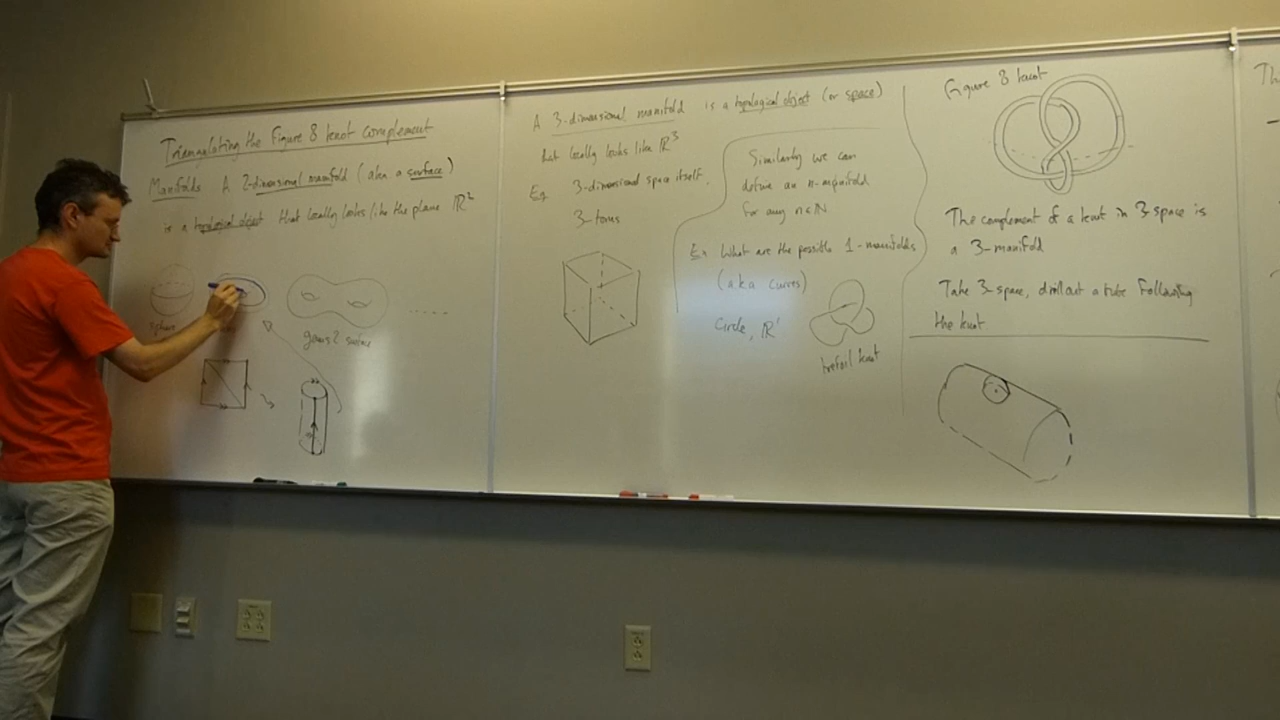 Triangulating the Figure 8 knot complement
Manifolds A 2-dimensional manifold (aka a surface)
is a topological object that locally looks like the plane ℝ²
sphere
genus 2 surface
.....
A 3-dimensional manifold is a topological object (or space)
that locally looks like ℝ³
Eg 3-dimensional space itself,
3-torus
Similarly we can
define an n-manifold
for any n∈ℕ
Ex What are the possible 1-manifolds
(aka curves)
Circle, ℝ¹
trefoil knot
Figure 8 knot
The complement of a knot in 3-space is
a 3-manifold
Take 3-space, drill out a tube following
the knot